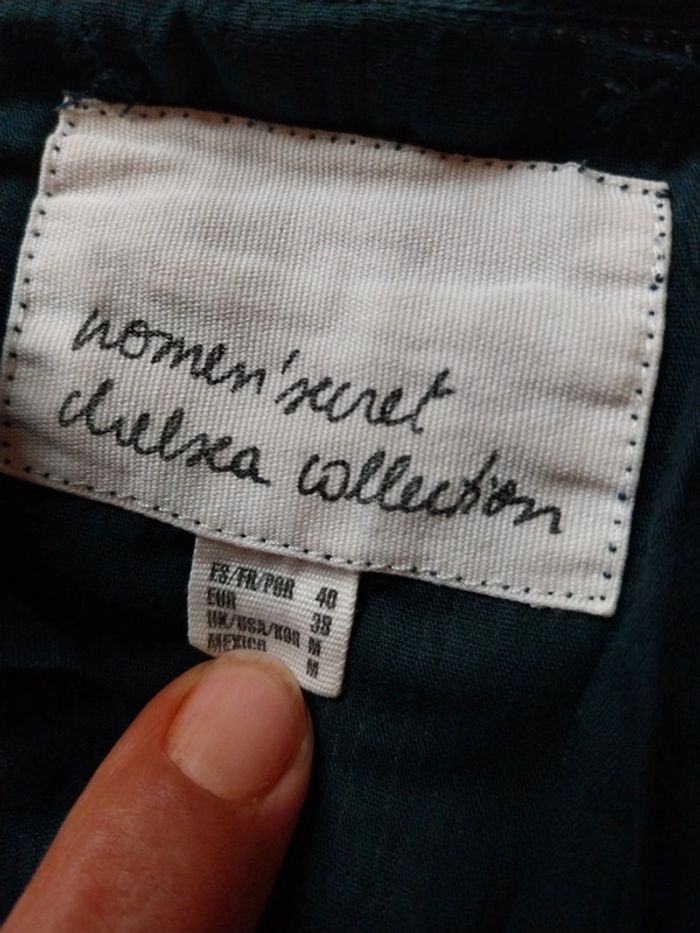 women'secret
chelsea collection
ES/FR/POR 40
EUR 38
UK/USA/KOR M
MEXICO M